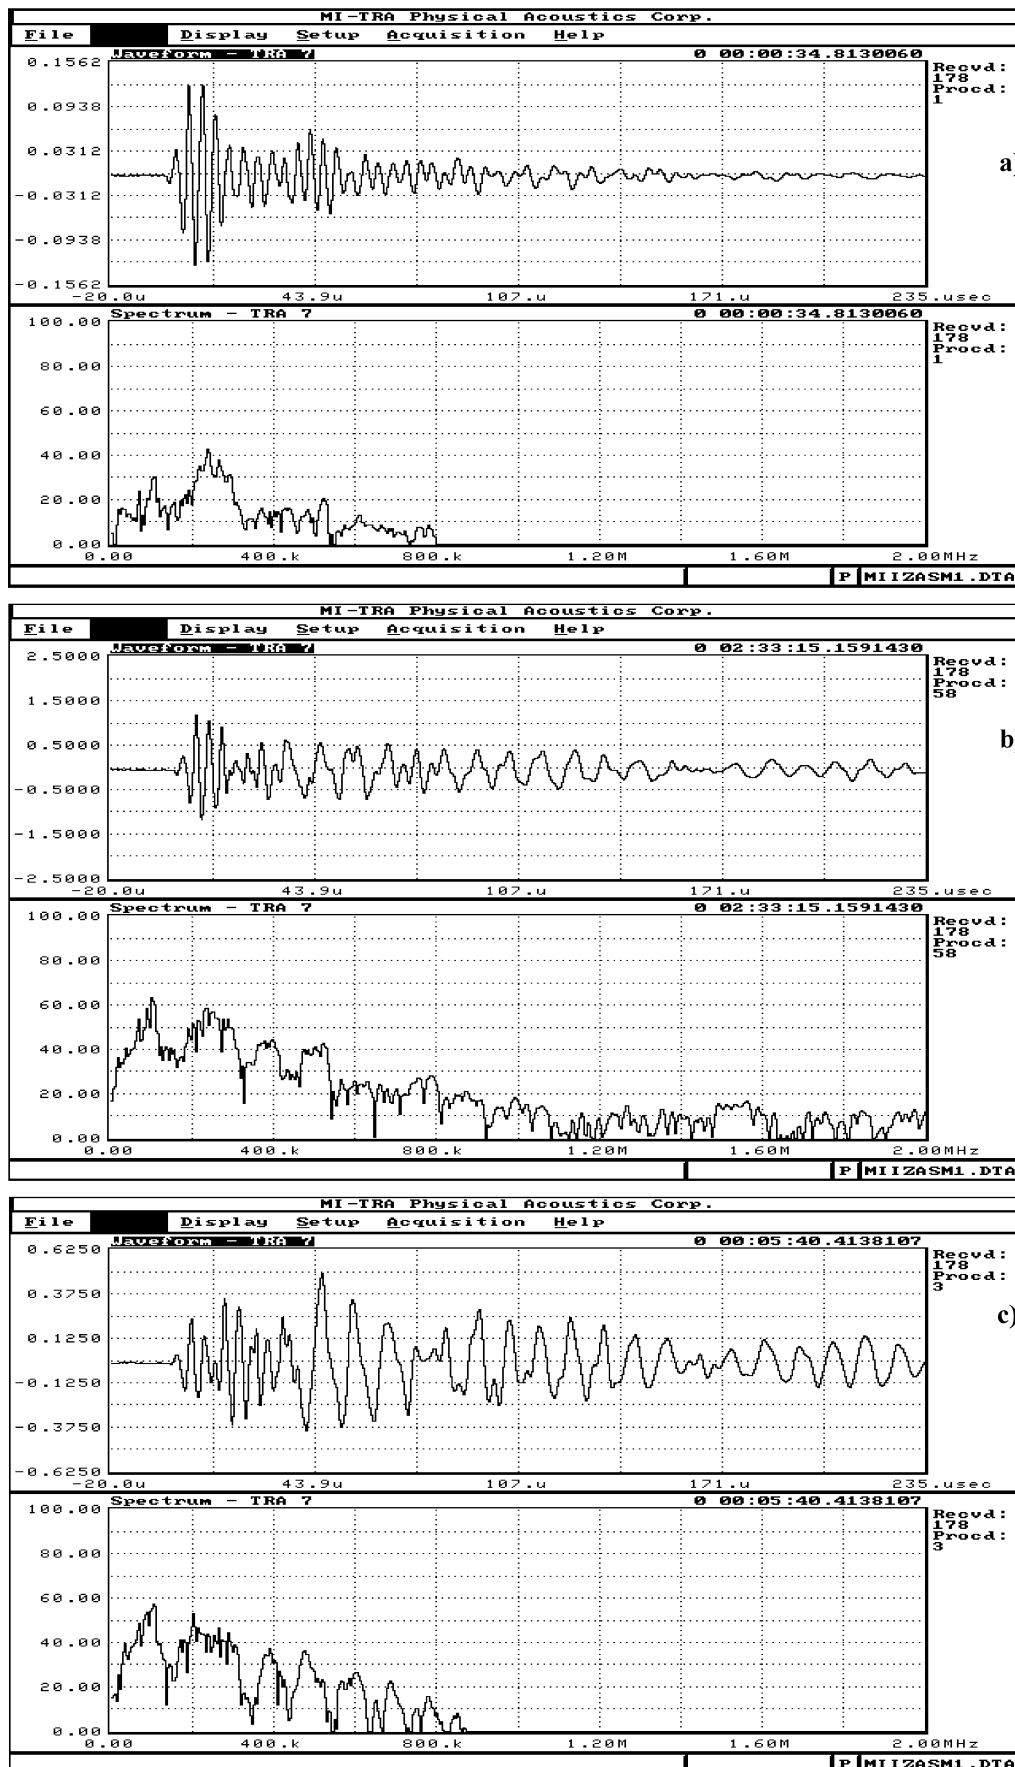 MI-TRA Physical Acoustics Corp.
File Display Setup Acquisition Help
Waveform - TRA 7 0 00:00:34.8130060
0.1562
0.0938
0.0312
-0.0312
-0.0938
-0.1562
Recvd:
178
Procd:
1
a)
-20.0u 43.9u 107.u 171.u 235.usec
Spectrum - TRA 7 0 00:00:34.8130060
100.00
80.00
60.00
40.00
20.00
0.00
Recvd:
178
Procd:
1
0.00 400.k 800.k 1.20M 1.60M 2.00MHz
P MIIZASM1.DTA
MI-TRA Physical Acoustics Corp.
File Display Setup Acquisition Help
Waveform - TRA 7 0 02:33:15.1591430
2.5000
1.5000
0.5000
-0.5000
-1.5000
-2.5000
Recvd:
178
Procd:
58
b
-20.0u 43.9u 107.u 171.u 235.usec
Spectrum - TRA 7 0 02:33:15.1591430
100.00
80.00
60.00
40.00
20.00
0.00
Recvd:
178
Procd:
58
0.00 400.k 800.k 1.20M 1.60M 2.00MHz
P MIIZASM1.DTA
MI-TRA Physical Acoustics Corp.
File Display Setup Acquisition Help
Waveform - TRA 7 0 00:05:40.4138107
0.6250
0.3750
0.1250
-0.1250
-0.3750
-0.6250
Recvd:
178
Procd:
3
c)
-20.0u 43.9u 107.u 171.u 235.usec
Spectrum - TRA 7 0 00:05:40.4138107
100.00
80.00
60.00
40.00
20.00
0.00
Recvd:
178
Procd:
3
0.00 400.k 800.k 1.20M 1.60M 2.00MHz
P MIIZASM1.DTA